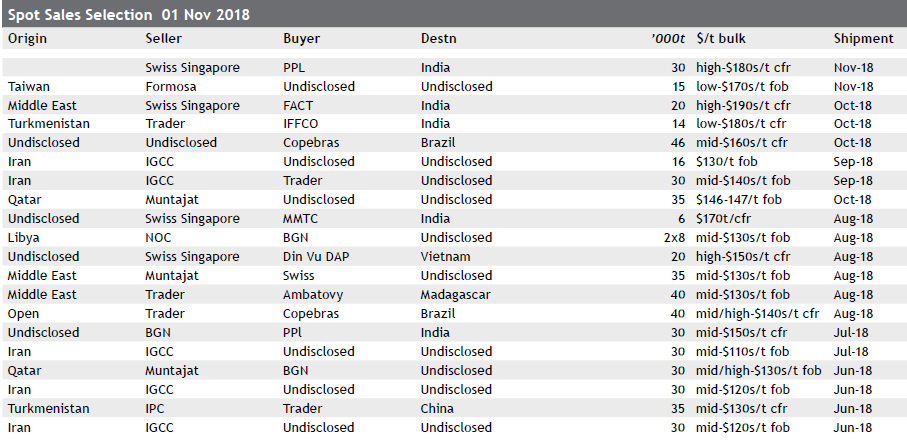 Spot Sales Selection 01 Nov 2018
Origin Seller Buyer Destn ’000t $/t bulk Shipment
Swiss Singapore PPL India 30 high-$180s/t cfr Nov-18
Taiwan Formosa Undisclosed Undisclosed 15 low-$170s/t fob Nov-18
Middle East Swiss Singapore FACT India 20 high-$190s/t cfr Oct-18
Turkmenistan Trader IFFCO India 14 low-$180s/t cfr Oct-18
Undisclosed Undisclosed Copebras Brazil 46 mid-$160s/t cfr Oct-18
Iran IGCC Undisclosed Undisclosed 16 $130/t fob Sep-18
Iran IGCC Trader Undisclosed 30 mid-$140s/t fob Sep-18
Qatar Muntajat Undisclosed Undisclosed 35 $146-147/t fob Oct-18
Undisclosed Swiss Singapore MMTC India 6 $170t/cfr Aug-18
Libya NOC BGN Undisclosed 2x8 mid-$130s/t fob Aug-18
Undisclosed Swiss Singapore Din Vu DAP Vietnam 20 high-$150s/t cfr Aug-18
Middle East Muntajat Swiss Undisclosed 35 mid-$130s/t fob Aug-18
Middle East Trader Ambatovy Madagascar 40 mid-$130s/t fob Aug-18
Open Trader Copebras Brazil 40 mid/high-$140s/t cfr Aug-18
Undisclosed BGN PPl India 30 mid-$150s/t cfr Jul-18
Iran IGCC Undisclosed Undisclosed 30 mid-$110s/t fob Jul-18
Qatar Muntajat BGN Undisclosed 30 mid/high-$130s/t fob Jun-18
Iran IGCC Undisclosed Undisclosed 30 mid-$120s/t fob Jun-18
Turkmenistan IPC Trader China 35 mid-$130s/t cfr Jun-18
Iran IGCC Undisclosed Undisclosed 30 mid-$120s/t fob Jun-18